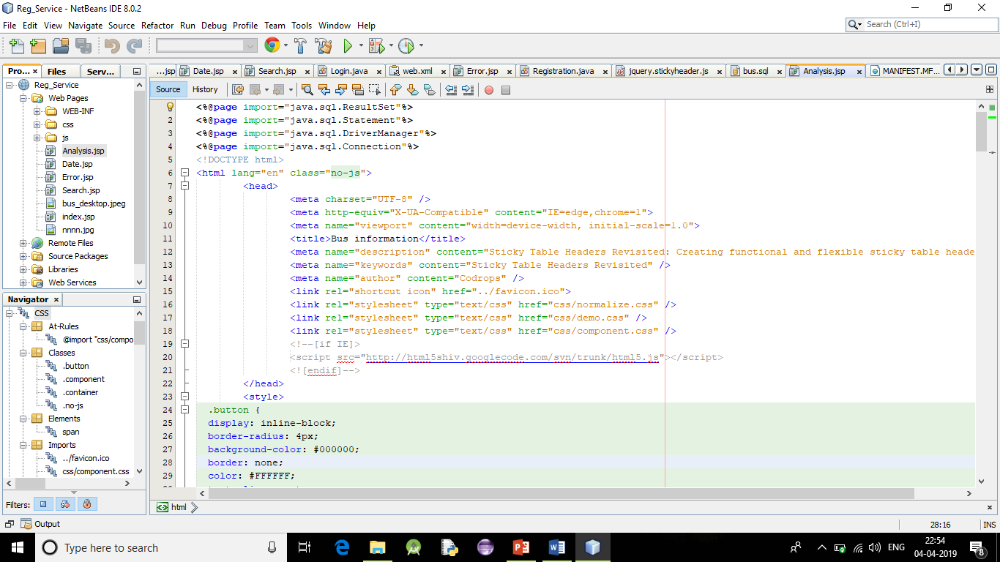 Reg_Service - NetBeans IDE 8.0.2
File Edit View Navigate Source Refactor Run Debug Profile Team Tools Window Help
Search (Ctrl+I)
Pro... Files Serv...
...jsp Date.jsp Search.jsp Login.java web.xml Error.jsp Registration.java jquery.stickyheader.js bus.sql Analysis.jsp MANIFEST.MF...
Reg_Service
Web Pages
WEB-INF
css
js
Analysis.jsp
Date.jsp
Error.jsp
Search.jsp
bus_desktop.jpeg
index.jsp
nnnn.jpg
Remote Files
Source Packages
Libraries
Web Services
Navigator
CSS
At-Rules
@import "css/compo
Classes
.button
.component
.container
.no-js
Elements
span
Imports
../favicon.ico
css/component.css
Filters:
Source History
<%@page import="java.sql.ResultSet"%>
2 <%@page import="java.sql.Statement"%>
3 <%@page import="java.sql.DriverManager"%>
4 <%@page import="java.sql.Connection"%>
5 <!DOCTYPE html>
6 <html lang="en" class="no-js">
7 <head>
8 <meta charset="UTF-8" />
9 <meta http-equiv="X-UA-Compatible" content="IE=edge,chrome=1">
10 <meta name="viewport" content="width=device-width, initial-scale=1.0">
11 <title>Bus information</title>
12 <meta name="description" content="Sticky Table Headers Revisited: Creating functional and flexible sticky table heade
13 <meta name="keywords" content="Sticky Table Headers Revisited" />
14 <meta name="author" content="Codrops" />
15 <link rel="shortcut icon" href="../favicon.ico">
16 <link rel="stylesheet" type="text/css" href="css/normalize.css" />
17 <link rel="stylesheet" type="text/css" href="css/demo.css" />
18 <link rel="stylesheet" type="text/css" href="css/component.css" />
19 <!--[if IE]>
20 <script src="http://html5shiv.googlecode.com/svn/trunk/html5.js"></script>
21 <![endif]-->
22 </head>
23 <style>
24 .button {
25 display: inline-block;
26 border-radius: 4px;
27 background-color: #000000;
28 border: none;
29 color: #FFFFFF;
html
Output
28:16 INS
Type here to search
ENG
22:54
04-04-2019
8